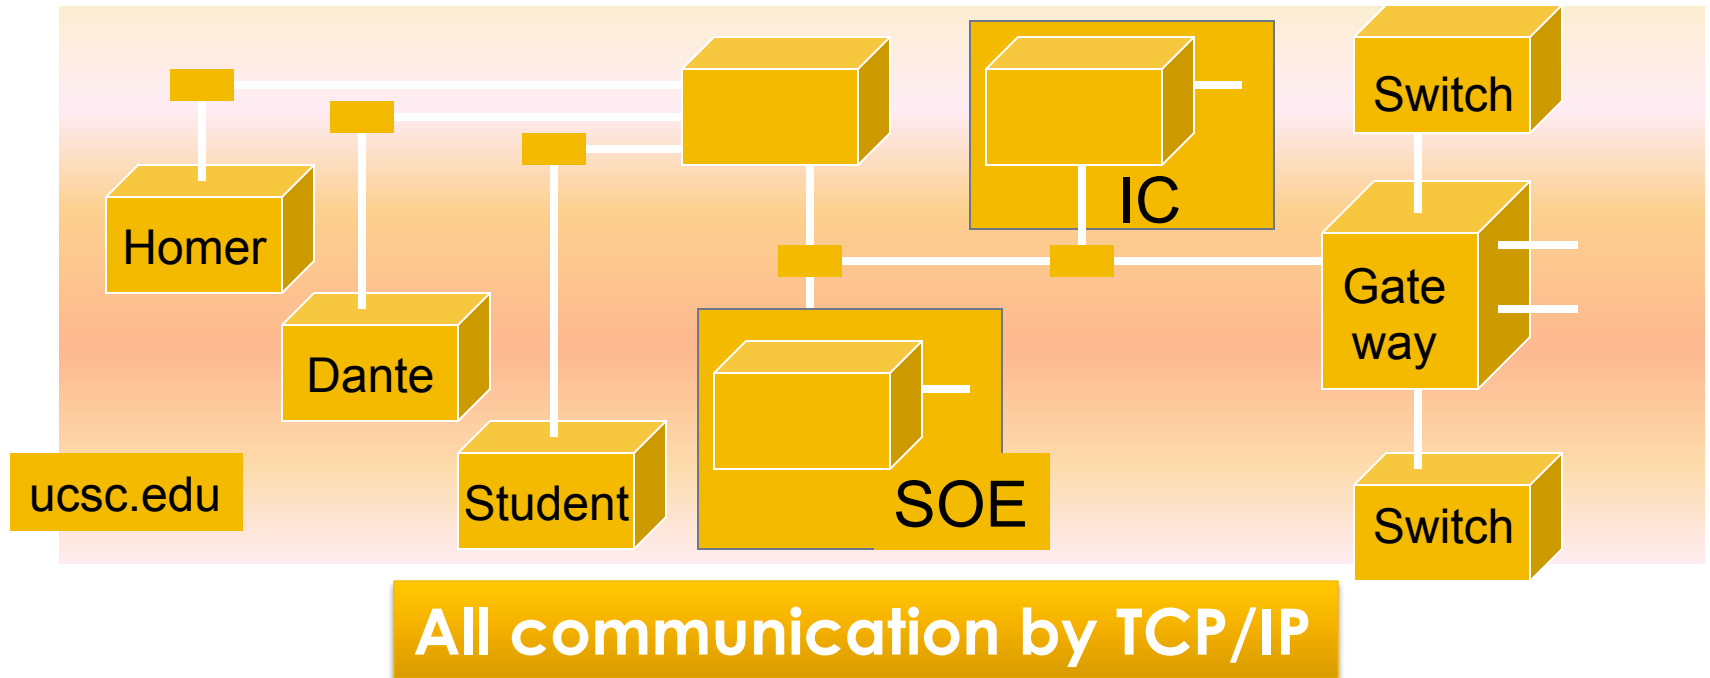 Switch
IC
Homer
Gate
way
Dante
ucsc.edu
Student
SOE
Switch
All communication by TCP/IP